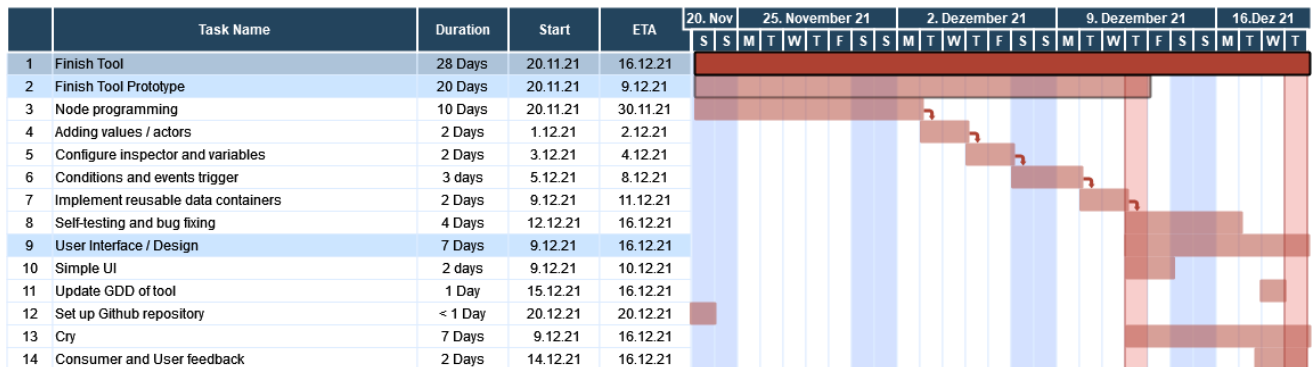 Task Name Duration Start ETA 20. Nov 25. November 21 2. Dezember 21 9. Dezember 21 16.Dez 21
S S M T W T F S S M T W T F S S M T W T F S S M T W T
1 Finish Tool 28 Days 20.11.21 16.12.21
2 Finish Tool Prototype 20 Days 20.11.21 9.12.21
3 Node programming 10 Days 20.11.21 30.11.21
4 Adding values / actors 2 Days 1.12.21 2.12.21
5 Configure inspector and variables 2 Days 3.12.21 4.12.21
6 Conditions and events trigger 3 days 5.12.21 8.12.21
7 Implement reusable data containers 2 Days 9.12.21 11.12.21
8 Self-testing and bug fixing 4 Days 12.12.21 16.12.21
9 User Interface / Design 7 Days 9.12.21 16.12.21
10 Simple UI 2 days 9.12.21 10.12.21
11 Update GDD of tool 1 Day 15.12.21 16.12.21
12 Set up Github repository < 1 Day 20.12.21 20.12.21
13 Cry 7 Days 9.12.21 16.12.21
14 Consumer and User feedback 2 Days 14.12.21 16.12.21